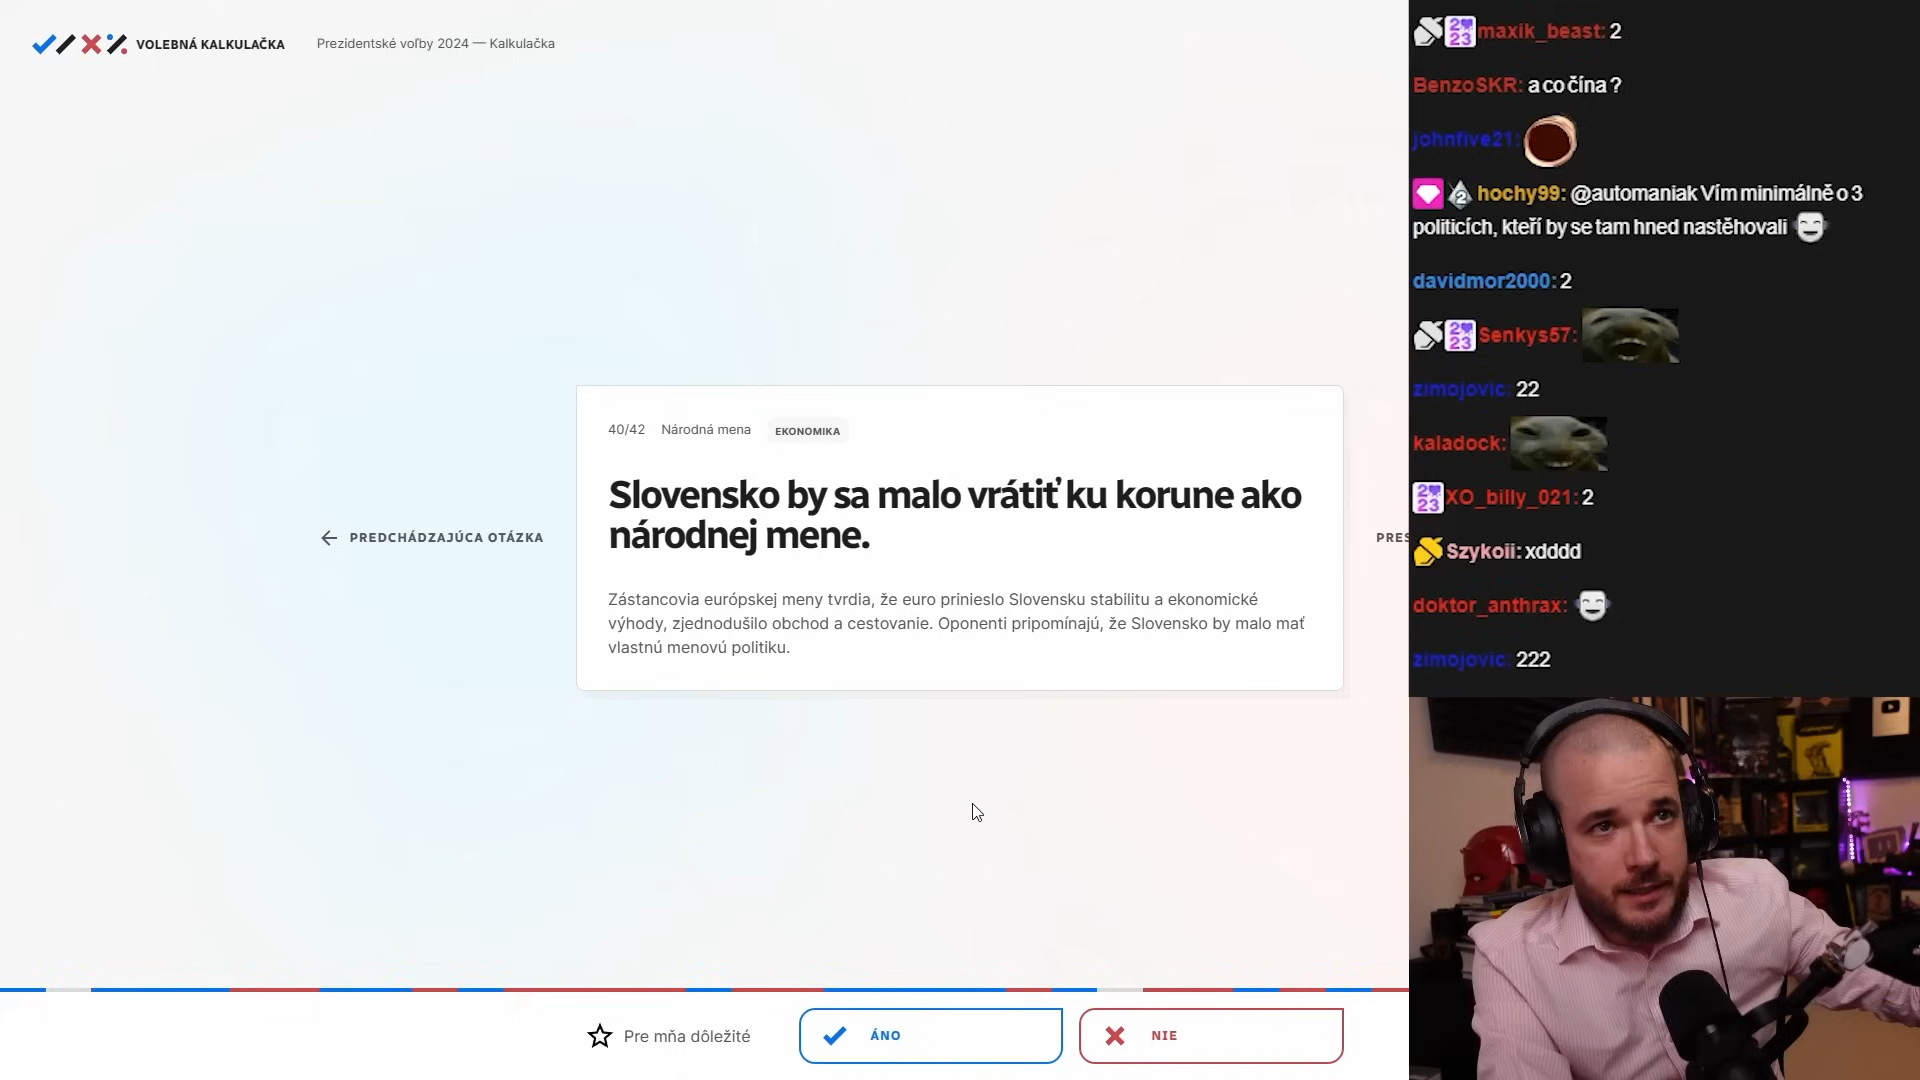 VOLEBNÁ KALKULAČKA
Prezidentské voľby 2024 — Kalkulačka
40/42 Národná mena EKONOMIKA
Slovensko by sa malo vrátiť ku korune ako
národnej mene.
Zástancovia európskej meny tvrdia, že euro prinieslo Slovensku stabilitu a ekonomické
výhody, zjednodušilo obchod a cestovanie. Oponenti pripomínajú, že Slovensko by malo mať
vlastnú menovú politiku.
PREDCHÁDZAJÚCA OTÁZKA
PRES
Pre mňa dôležité
ÁNO
NIE
maxik_beast: 2
BenzoSKR: a co čína ?
johnfive21:
hochy99: @automaniak Vím minimálně o 3
politicích, kteří by se tam hned nastěhovali
davidmor2000: 2
Senkys57:
zimojovic: 22
kaladock:
XO_billy_021: 2
Szykoii: xdddd
doktor_anthrax:
zimojovic: 222